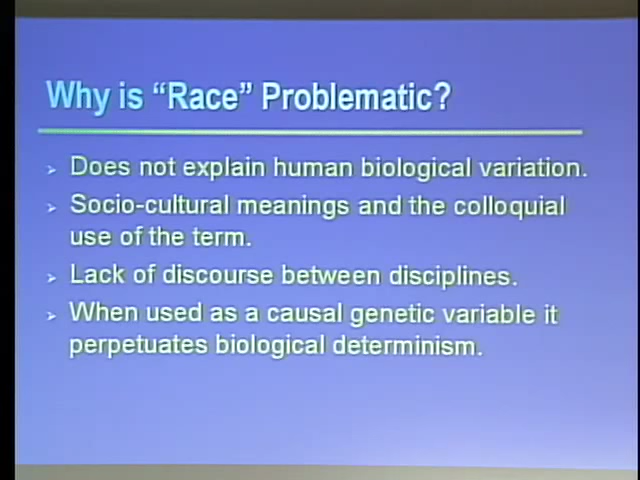 Why is “Race” Problematic?
Does not explain human biological variation.
Socio-cultural meanings and the colloquial
use of the term.
Lack of discourse between disciplines.
When used as a causal genetic variable it
perpetuates biological determinism.